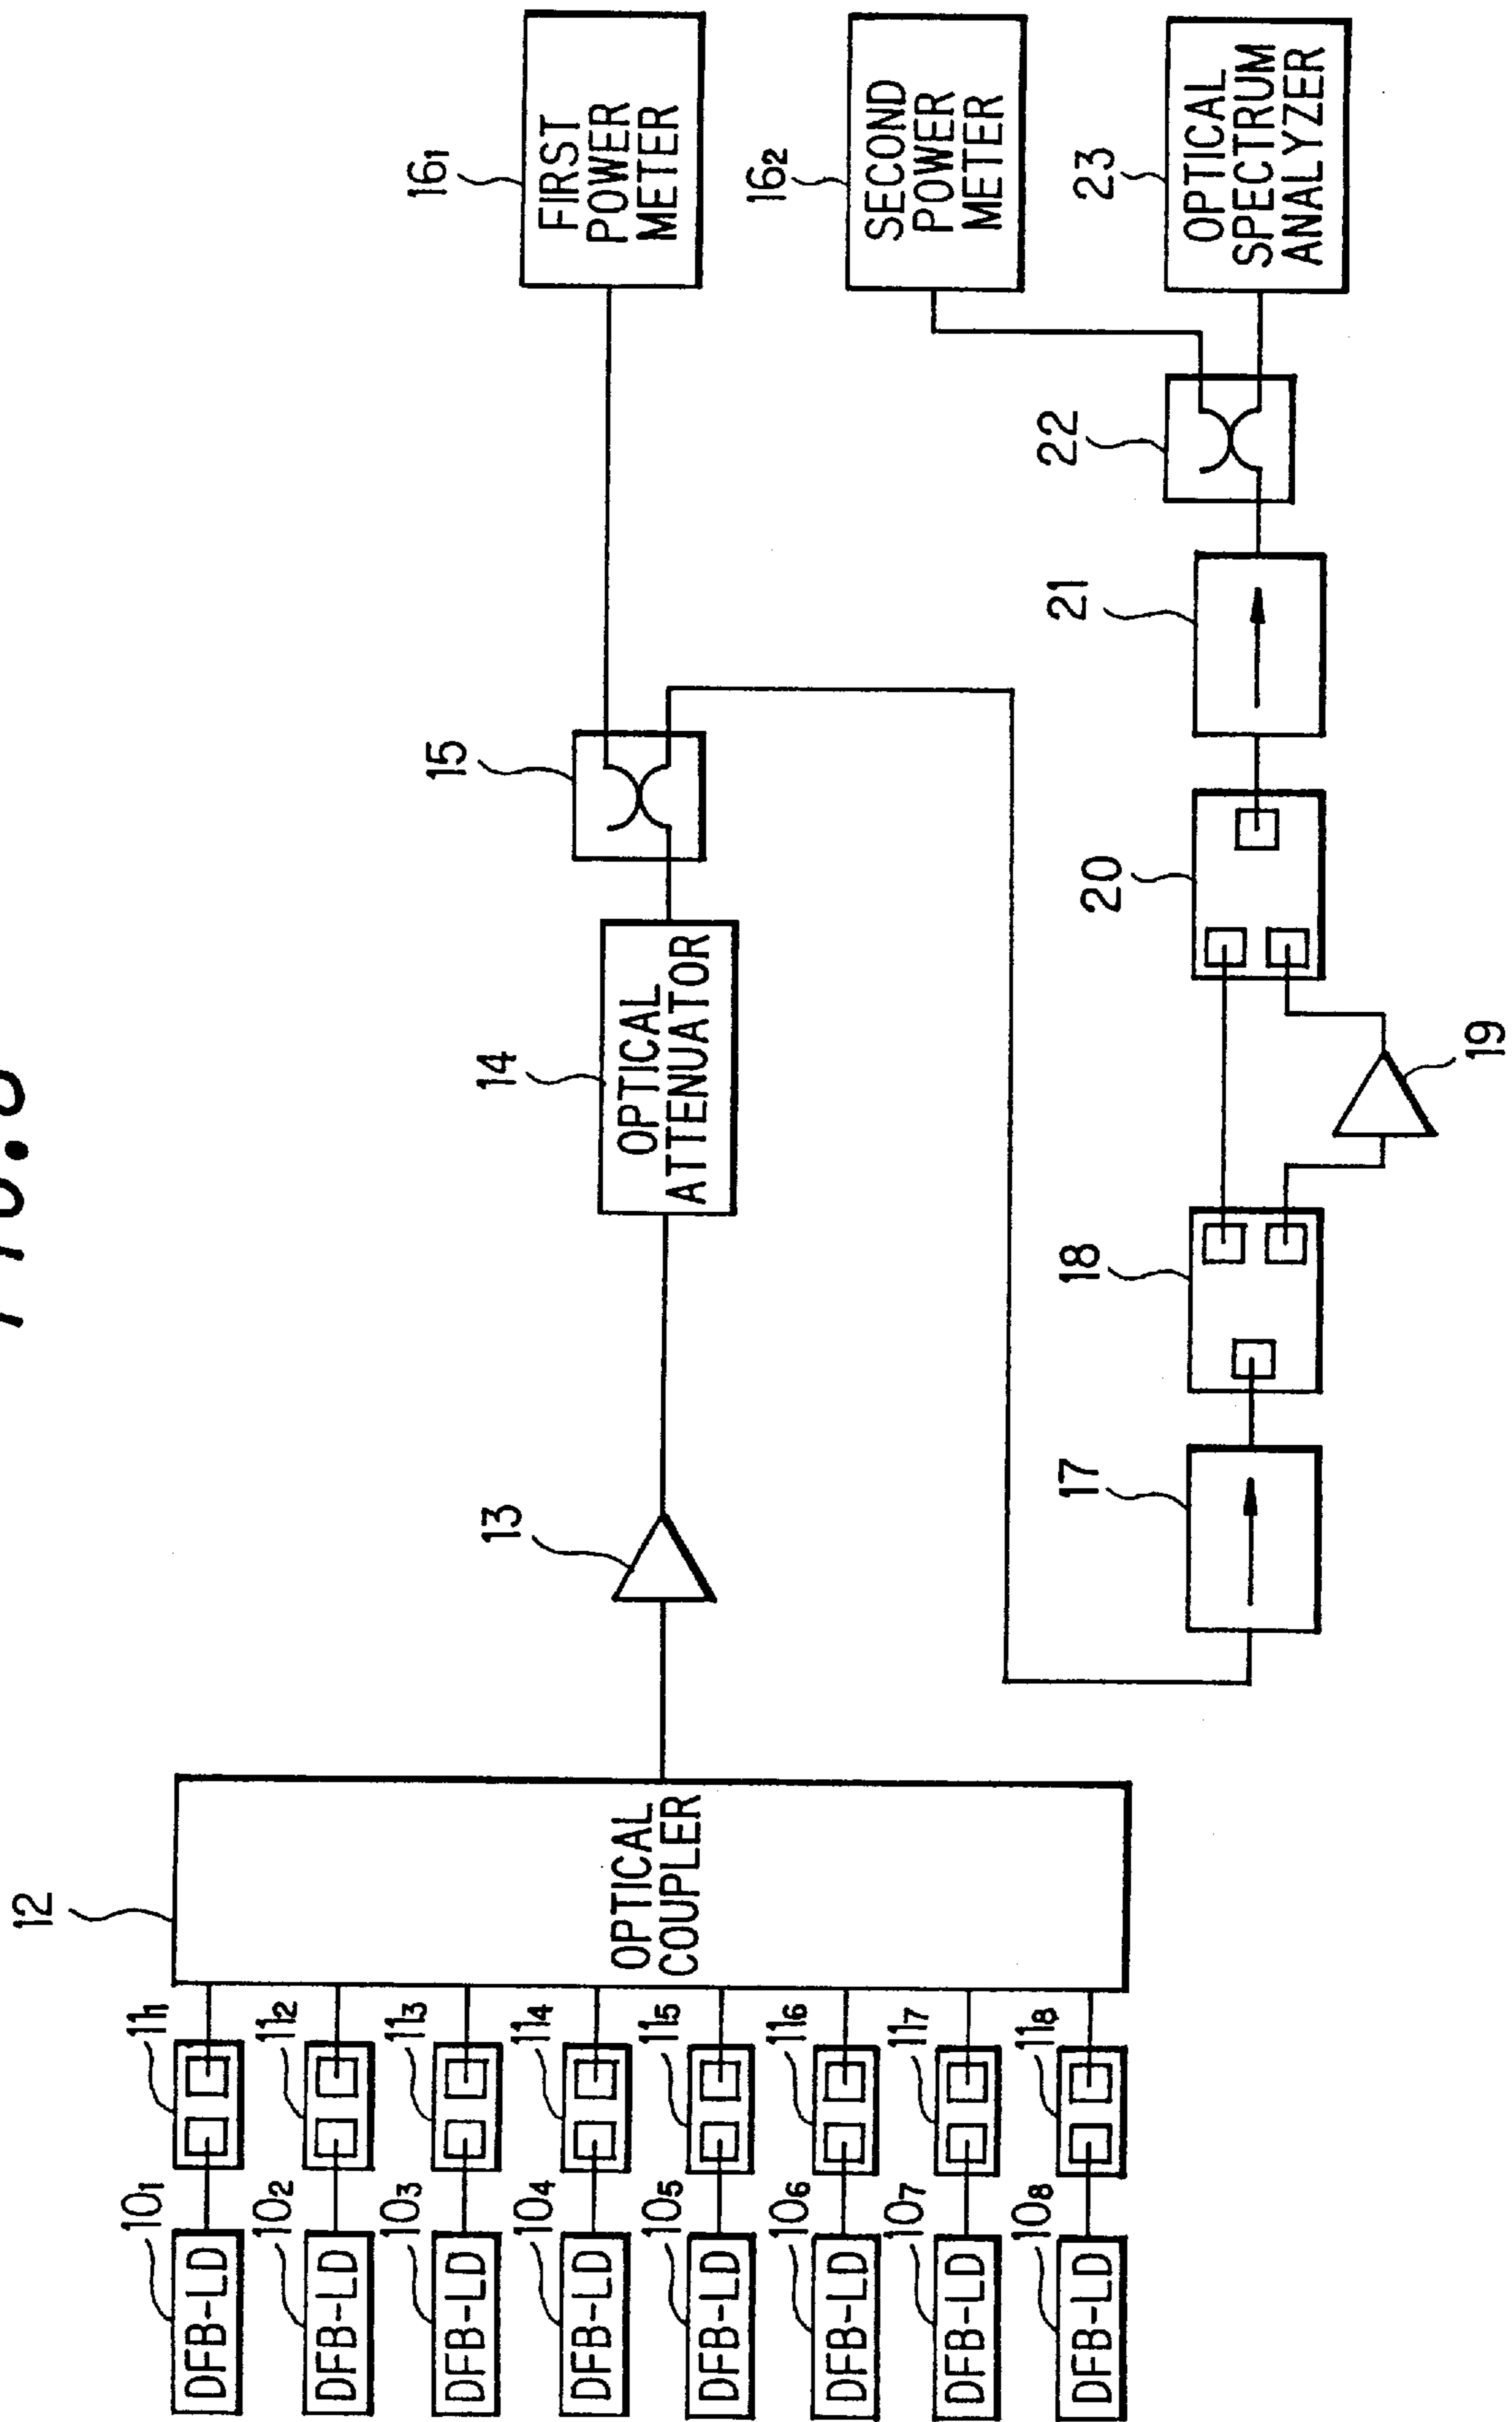 12
10₁
11₁
DFB-LD
10₂
11₂
DFB-LD
10₃
11₃
DFB-LD
10₄
11₄
DFB-LD
10₅
11₅
DFB-LD
10₆
11₆
DFB-LD
10₇
11₇
DFB-LD
10₈
11₈
DFB-LD
OPTICAL
COUPLER
13
14
OPTICAL
ATTENUATOR
15
16₁
FIRST
POWER
METER
16₂
SECOND
POWER
METER
17
18
19
20
21
22
23
OPTICAL
SPECTRUM
ANALYZER